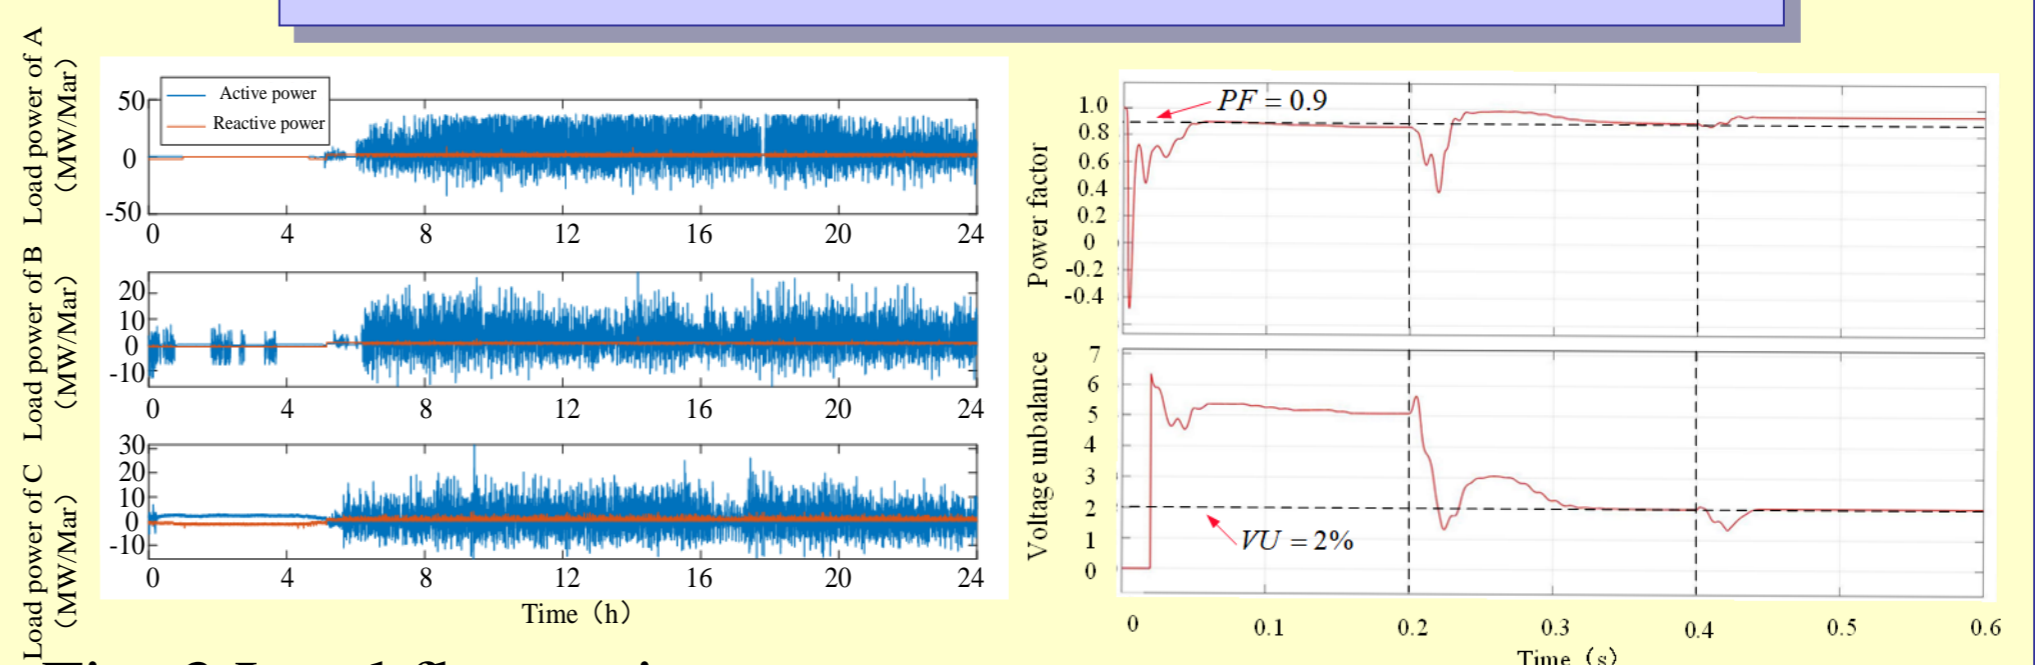 Load power of A
（MW/Mar）
Active power
Reactive power
50
0
-50
0 4 8 12 16 20 24
Load power of B
（MW/Mar）
20
10
0
-10
0 4 8 12 16 20 24
Load power of C
（MW/Mar）
30
20
10
0
-10
0 4 8 12 16 20 24
Time（h）
Power factor
1.0
0.8
0.6
0.4
0.2
0
-0.2
-0.4
PF = 0.9
Voltage unbalance
7
6
5
4
3
2
1
0
VU = 2%
0 0.1 0.2 0.3 0.4 0.5 0.6
Time（s）